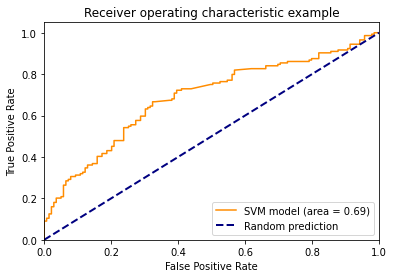 Receiver operating characteristic example
True Positive Rate
1.0
0.8
0.6
0.4
0.2
0.0
SVM model (area = 0.69)
Random prediction
0.0 0.2 0.4 0.6 0.8 1.0
False Positive Rate